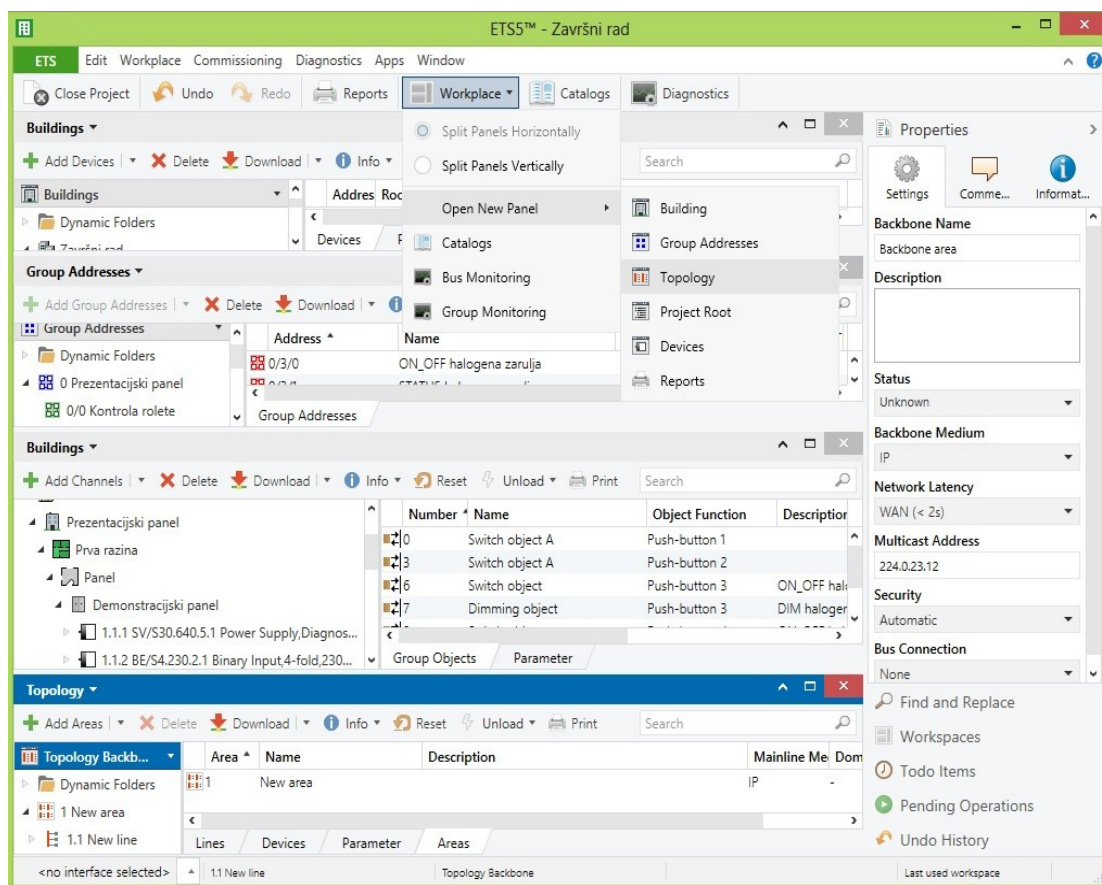 ETS5™ - Završni rad
ETS Edit Workplace Commissioning Diagnostics Apps Window
Close Project Undo Redo Reports Workplace Catalogs Diagnostics
Buildings
Add Devices Delete Download Info Search
Buildings Addres
Dynamic Folders
Završni rad Devices
Split Panels Horizontally
Split Panels Vertically
Open New Panel
Catalogs
Bus Monitoring
Group Monitoring
Building
Group Addresses
Topology
Project Root
Devices
Reports
Group Addresses
Add Group Addresses Delete Download
Group Addresses Address Name
Dynamic Folders 0/3/0 ON_OFF halogena zarulja
0 Prezentacijski panel
0/0 Kontrola rolete Group Addresses
Buildings
Add Channels Delete Download Info Reset Unload Print Search
Number Name Object Function Description
Prezentacijski panel 0 Switch object A Push-button 1
Prva razina 3 Switch object A Push-button 2
Panel 6 Switch object Push-button 3 ON_OFF halo
Demonstracijski panel 7 Dimming object Push-button 3 DIM haloger
1.1.1 SV/S30.640.5.1 Power Supply,Diagnos...
1.1.2 BE/S4.230.2.1 Binary Input,4-fold,230... Group Objects Parameter
Topology
Add Areas Delete Download Info Reset Unload Print Search
Topology Backb... Area Name Description Mainline Me Dom
Dynamic Folders 1 New area IP -
1 New area
1.1 New line Lines Devices Parameter Areas
Properties
Settings Comme... Informat...
Backbone Name
Backbone area
Description
Status
Unknown
Backbone Medium
IP
Network Latency
WAN (< 2s)
Multicast Address
224.0.23.12
Security
Automatic
Bus Connection
None
Find and Replace
Workspaces
Todo Items
Pending Operations
Undo History
<no interface selected> 1.1 New line Topology Backbone Last used workspace